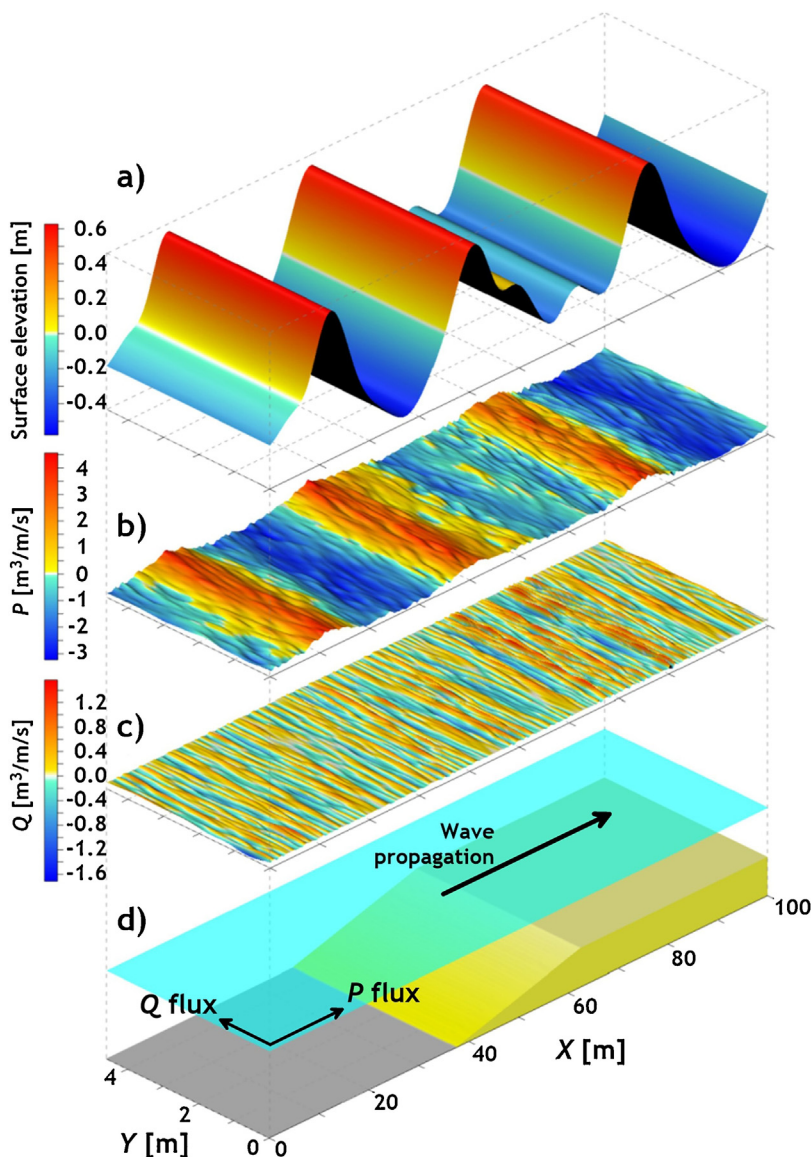 a)
Surface elevation [m]
0.6
0.4
0.2
0.0
-0.2
-0.4
b)
P [m³/m/s]
4
3
2
1
0
-1
-2
-3
c)
Q [m³/m/s]
1.2
0.8
0.4
0.0
-0.4
-0.8
-1.2
-1.6
d)
Wave
propagation
Q flux
P flux
4
2
0
Y [m]
0
20
40
60
80
100
X [m]